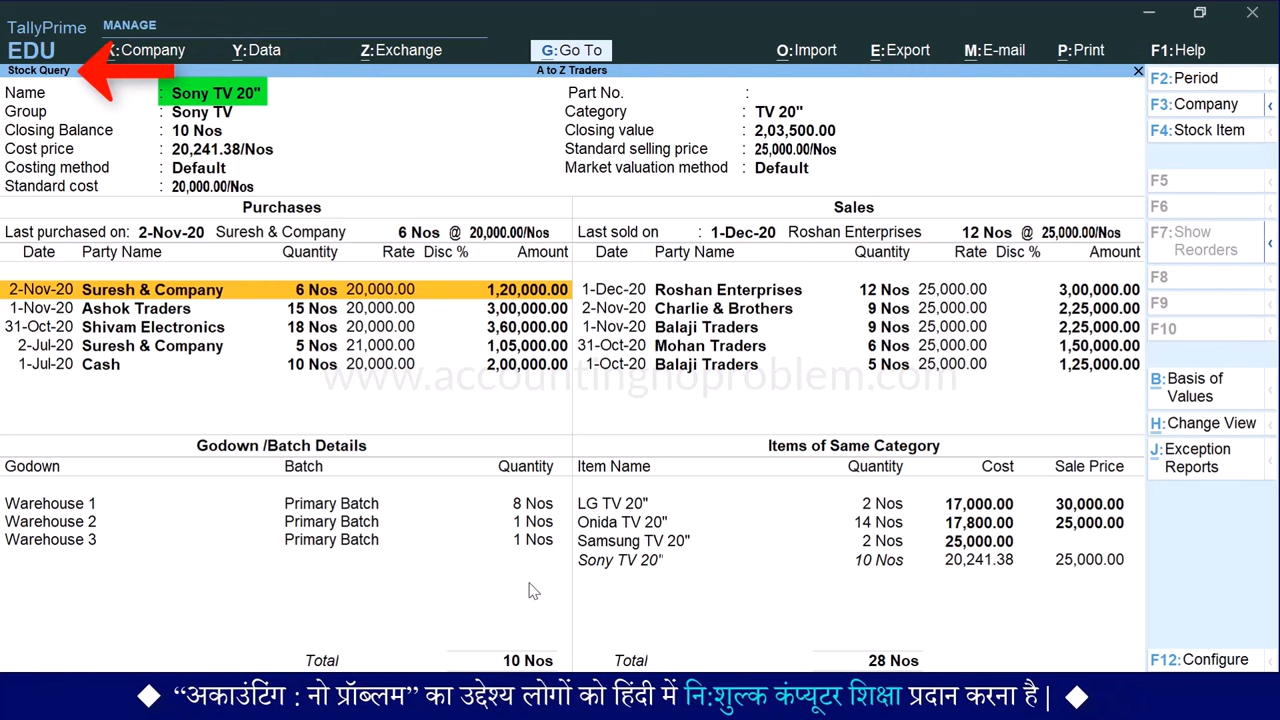 TallyPrime MANAGE
EDU :Company Y:Data Z:Exchange G:Go To O:Import E:Export M:E-mail P:Print F1:Help
Stock Query A to Z Traders
Name : Sony TV 20" Part No. :
Group : Sony TV Category : TV 20"
Closing Balance : 10 Nos Closing value : 2,03,500.00
Cost price : 20,241.38/Nos Standard selling price : 25,000.00/Nos
Costing method : Default Market valuation method : Default
Standard cost : 20,000.00/Nos
Purchases Sales
Last purchased on: 2-Nov-20 Suresh & Company 6 Nos @ 20,000.00/Nos Last sold on : 1-Dec-20 Roshan Enterprises 12 Nos @ 25,000.00/Nos
Date Party Name Quantity Rate Disc % Amount Date Party Name Quantity Rate Disc % Amount
2-Nov-20 Suresh & Company 6 Nos 20,000.00 1,20,000.00 1-Dec-20 Roshan Enterprises 12 Nos 25,000.00 3,00,000.00
1-Nov-20 Ashok Traders 15 Nos 20,000.00 3,00,000.00 2-Nov-20 Charlie & Brothers 9 Nos 25,000.00 2,25,000.00
31-Oct-20 Shivam Electronics 18 Nos 20,000.00 3,60,000.00 1-Nov-20 Balaji Traders 9 Nos 25,000.00 2,25,000.00
2-Jul-20 Suresh & Company 5 Nos 21,000.00 1,05,000.00 31-Oct-20 Mohan Traders 6 Nos 25,000.00 1,50,000.00
1-Jul-20 Cash 10 Nos 20,000.00 2,00,000.00 1-Oct-20 Balaji Traders 5 Nos 25,000.00 1,25,000.00
www.accountingnoproblem.com
Godown /Batch Details Items of Same Category
Godown Batch Quantity Item Name Quantity Cost Sale Price
Warehouse 1 Primary Batch 8 Nos LG TV 20" 2 Nos 17,000.00 30,000.00
Warehouse 2 Primary Batch 1 Nos Onida TV 20" 14 Nos 17,800.00 25,000.00
Warehouse 3 Primary Batch 1 Nos Samsung TV 20" 2 Nos 25,000.00
Sony TV 20" 10 Nos 20,241.38 25,000.00
Total 10 Nos Total 28 Nos
F2:Period
F3:Company
F4:Stock Item
F5
F6
F7:Show
Reorders
F8
F9
F10
B:Basis of
Values
H:Change View
J:Exception
Reports
F12:Configure
“अकाउंटिंग : नो प्रॉब्लम” का उद्देश्य लोगों को हिंदी में नि:शुल्क कंप्यूटर शिक्षा प्रदान करना है|